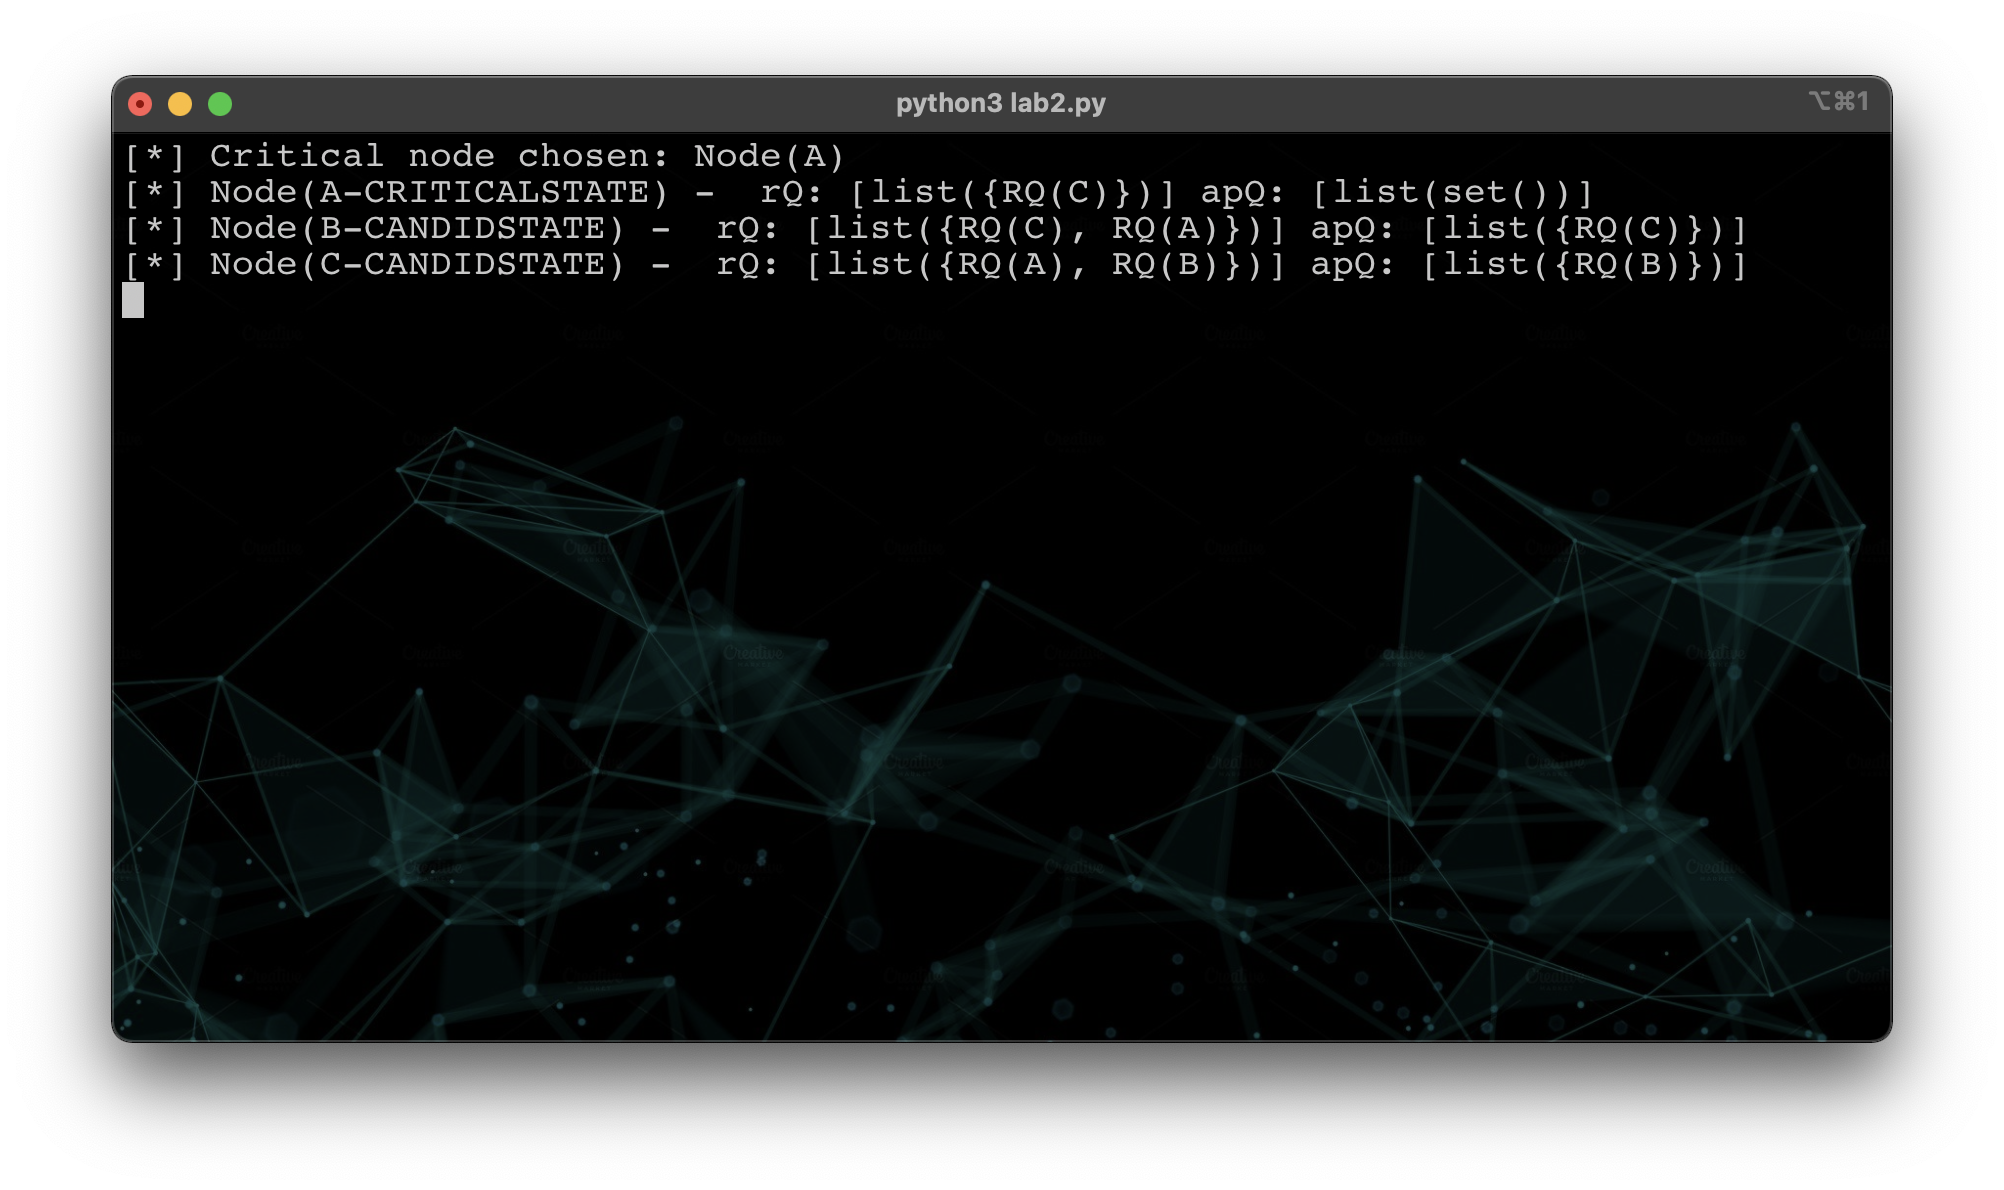 python3 lab2.py
⌥⌘1
[*] Critical node chosen: Node(A)
[*] Node(A-CRITICALSTATE) -  rQ: [list({RQ(C)})] apQ: [list(set())]
[*] Node(B-CANDIDSTATE) -  rQ: [list({RQ(C), RQ(A)})] apQ: [list({RQ(C)})]
[*] Node(C-CANDIDSTATE) -  rQ: [list({RQ(A), RQ(B)})] apQ: [list({RQ(B)})]
Creative